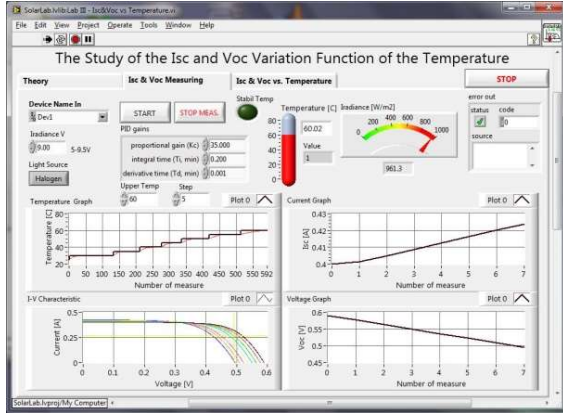 SolarLab.lvlib:Lab III - Isc&Voc vs Temperature.vi
File Edit View Project Operate Tools Window Help
The Study of the Isc and Voc Variation Function of the Temperature
Theory
Isc & Voc Measuring
Isc & Voc vs. Temperature
STOP
Device Name In
Dev1
Irradiance V
9.00
5-9.5V
Light Source
Halogen
START
STOP MEAS.
Stabil Temp
PID gains
proportional gain (Kc)
35.000
integral time (Ti, min)
0.200
derivative time (Td, min)
0.001
Upper Temp
60
Step
5
Temperature [C]
80
60
40
20
60.02
Value
1
Irradiance [W/m2]
0 200 400 600 800 1000
961.3
error out
status
code
0
source
Temperature Graph
Plot 0
Temperature [C]
80
60
40
20
0 50 100 150 200 250 300 350 400 450 500 550 592
Number of measure
Current Graph
Plot 0
Isc [A]
0.43
0.42
0.41
0.4
0 1 2 3 4 5 6 7
Number of measure
I-V Characteristic
Plot 0
Current [A]
0.5
0.25
0
0 0.1 0.2 0.3 0.4 0.5 0.6
Voltage [V]
Voltage Graph
Plot 0
Voc [V]
0.6
0.55
0.5
0.45
0 1 2 3 4 5 6 7
Number of measure
SolarLab.lvproj/My Computer